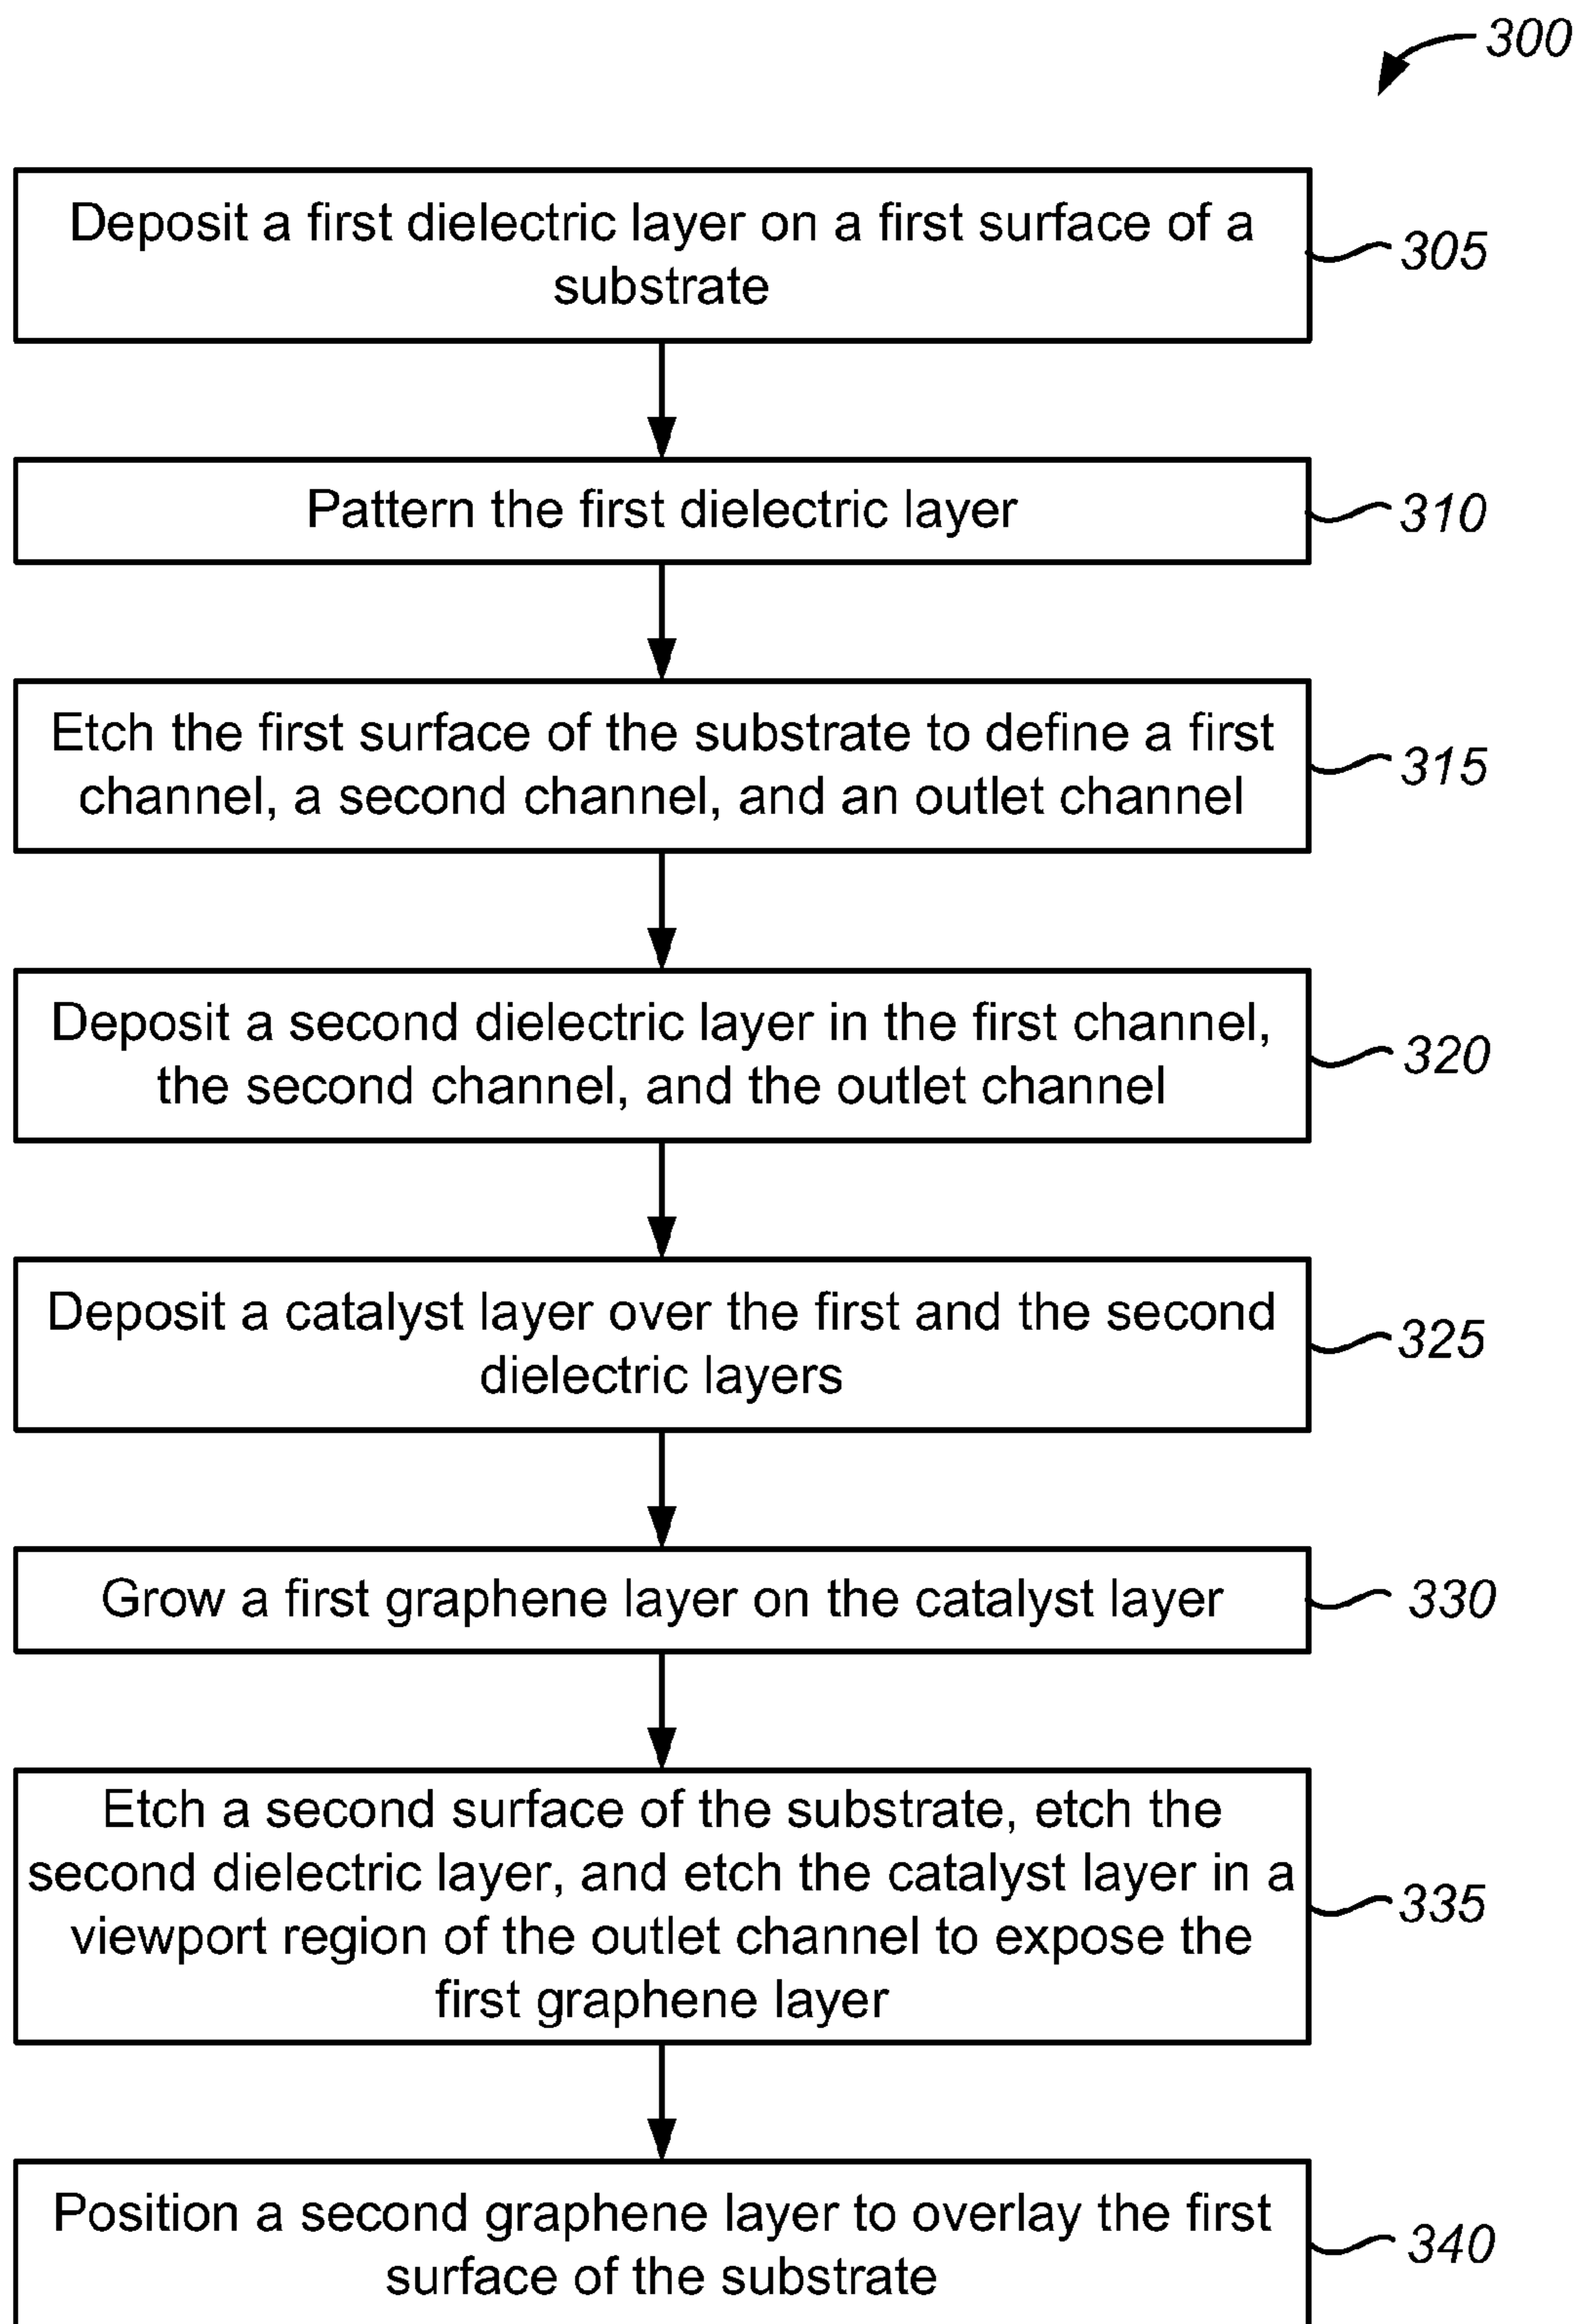 300
Deposit a first dielectric layer on a first surface of a
substrate
305
Pattern the first dielectric layer
310
Etch the first surface of the substrate to define a first
channel, a second channel, and an outlet channel
315
Deposit a second dielectric layer in the first channel,
the second channel, and the outlet channel
320
Deposit a catalyst layer over the first and the second
dielectric layers
325
Grow a first graphene layer on the catalyst layer
330
Etch a second surface of the substrate, etch the
second dielectric layer, and etch the catalyst layer in a
viewport region of the outlet channel to expose the
first graphene layer
335
Position a second graphene layer to overlay the first
surface of the substrate
340